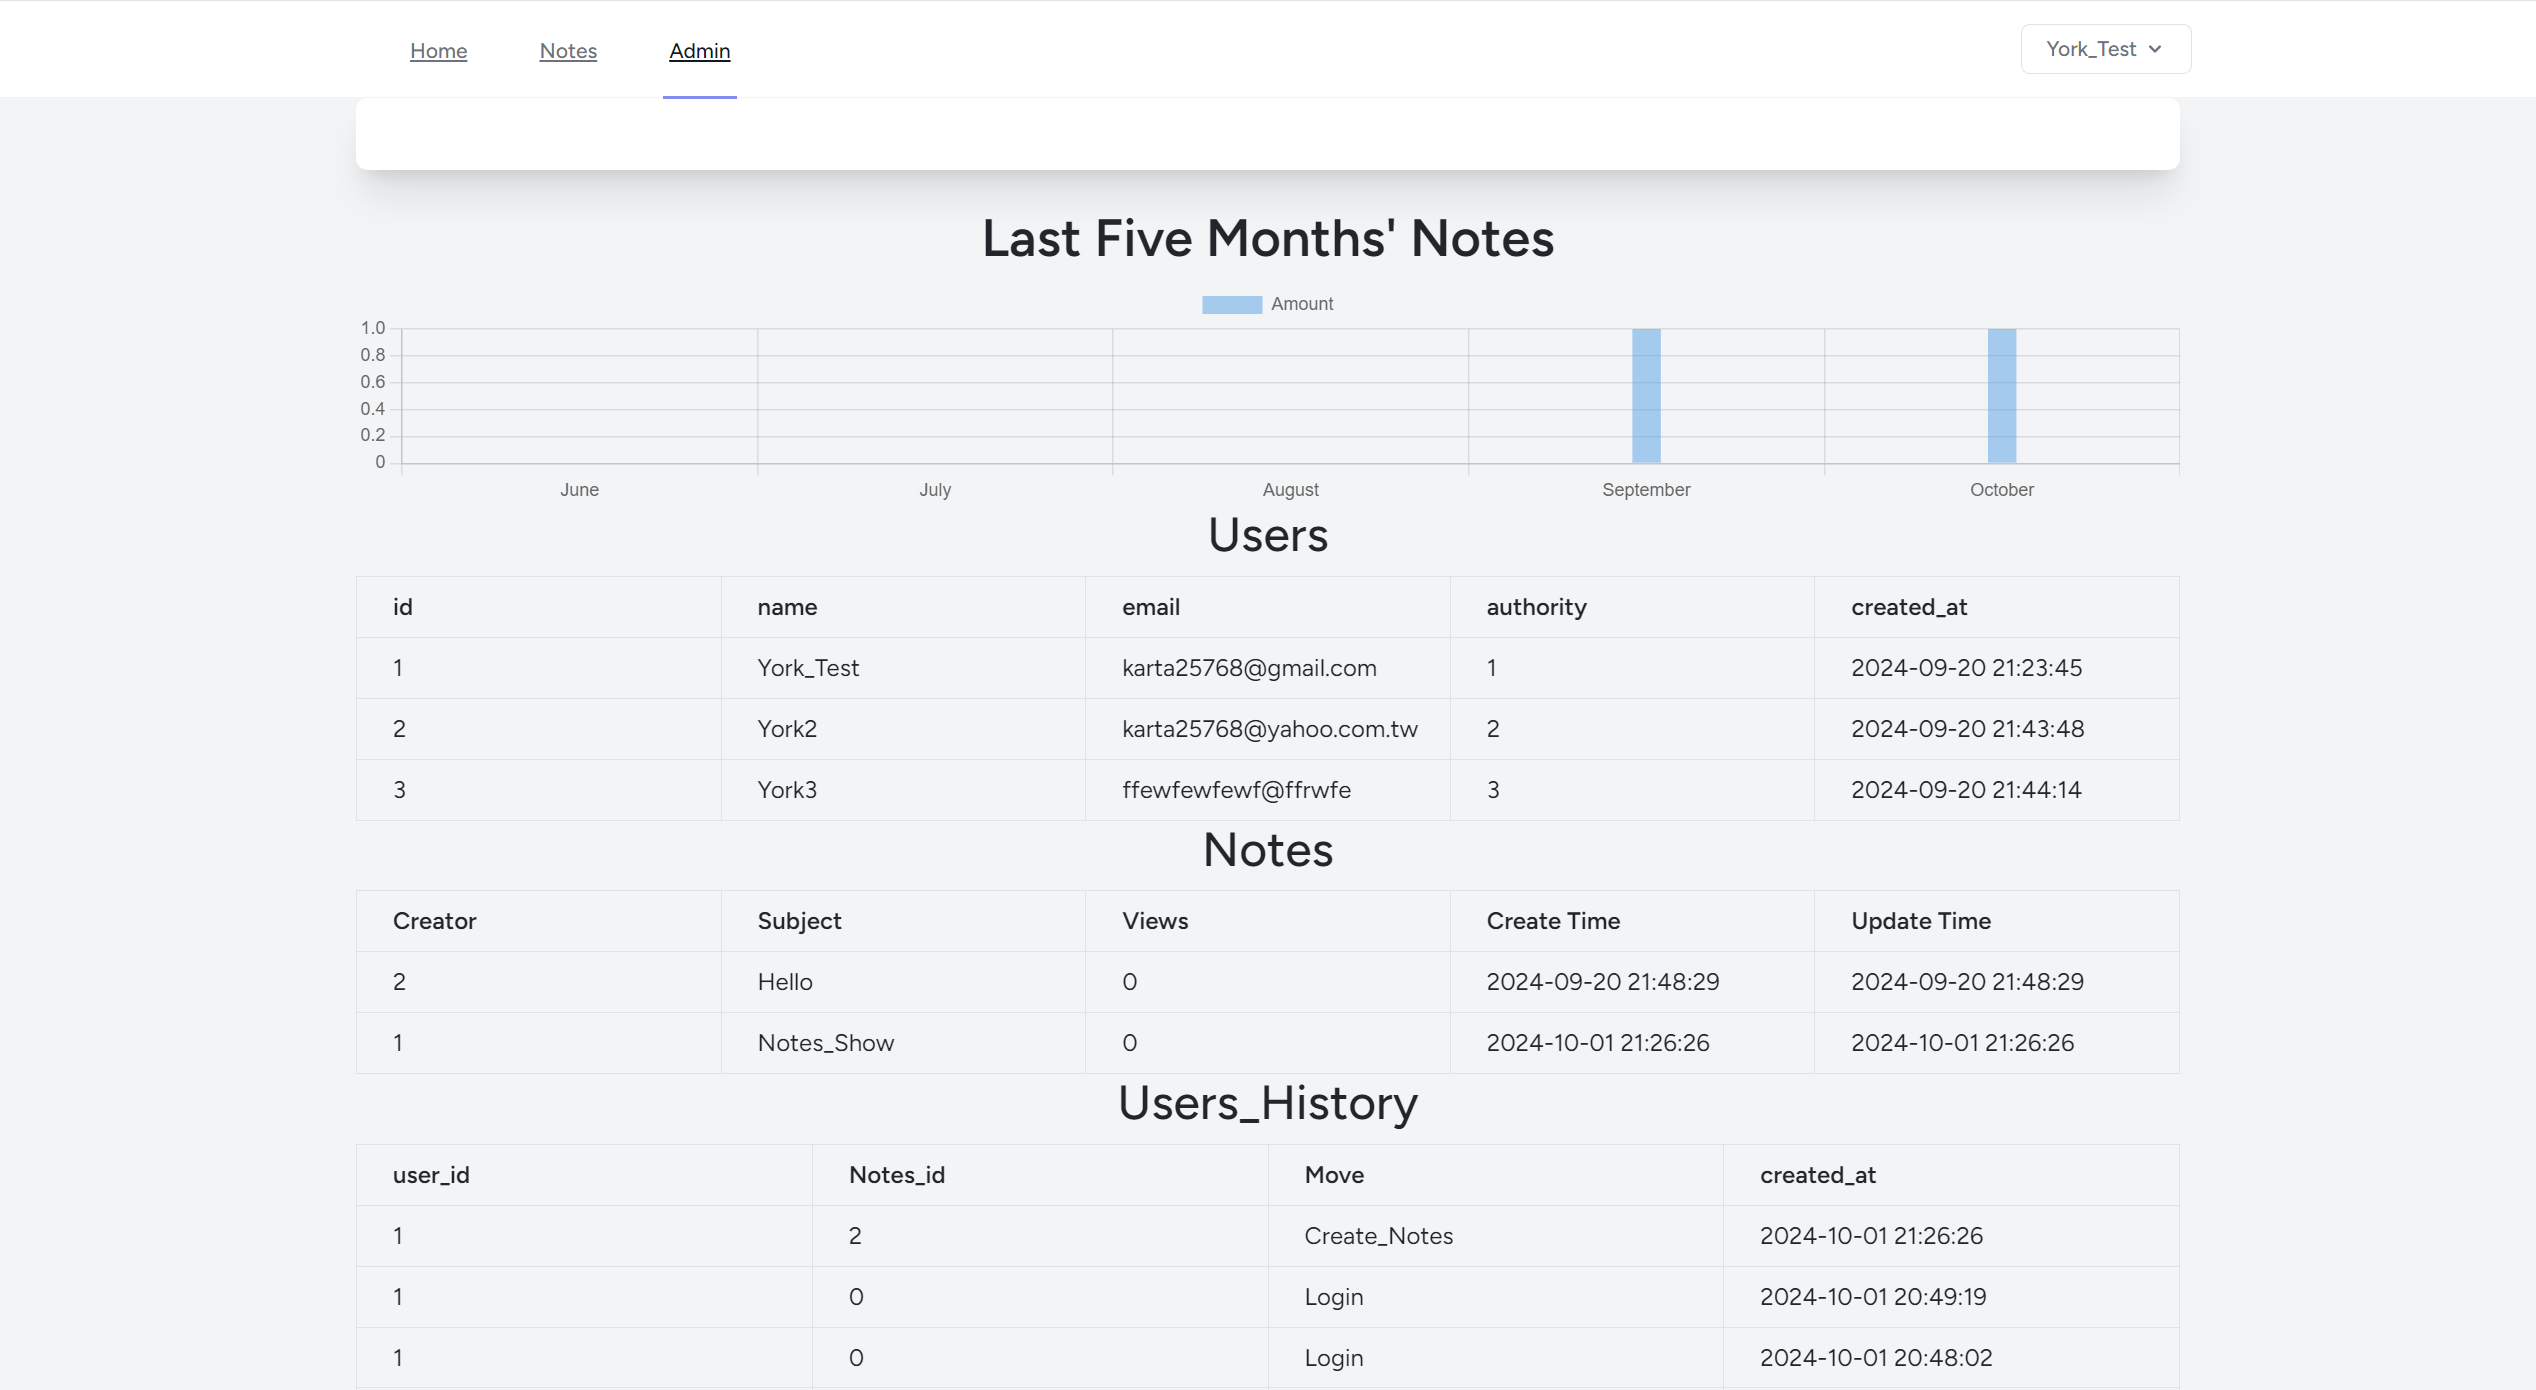 Home Notes Admin York_Test
Last Five Months' Notes
Amount
1.0
0.8
0.6
0.4
0.2
0
June July August September October
Users
id name email authority created_at
1 York_Test karta25768@gmail.com 1 2024-09-20 21:23:45
2 York2 karta25768@yahoo.com.tw 2 2024-09-20 21:43:48
3 York3 ffewfewfewf@ffrwfe 3 2024-09-20 21:44:14
Notes
Creator Subject Views Create Time Update Time
2 Hello 0 2024-09-20 21:48:29 2024-09-20 21:48:29
1 Notes_Show 0 2024-10-01 21:26:26 2024-10-01 21:26:26
Users_History
user_id Notes_id Move created_at
1 2 Create_Notes 2024-10-01 21:26:26
1 0 Login 2024-10-01 20:49:19
1 0 Login 2024-10-01 20:48:02